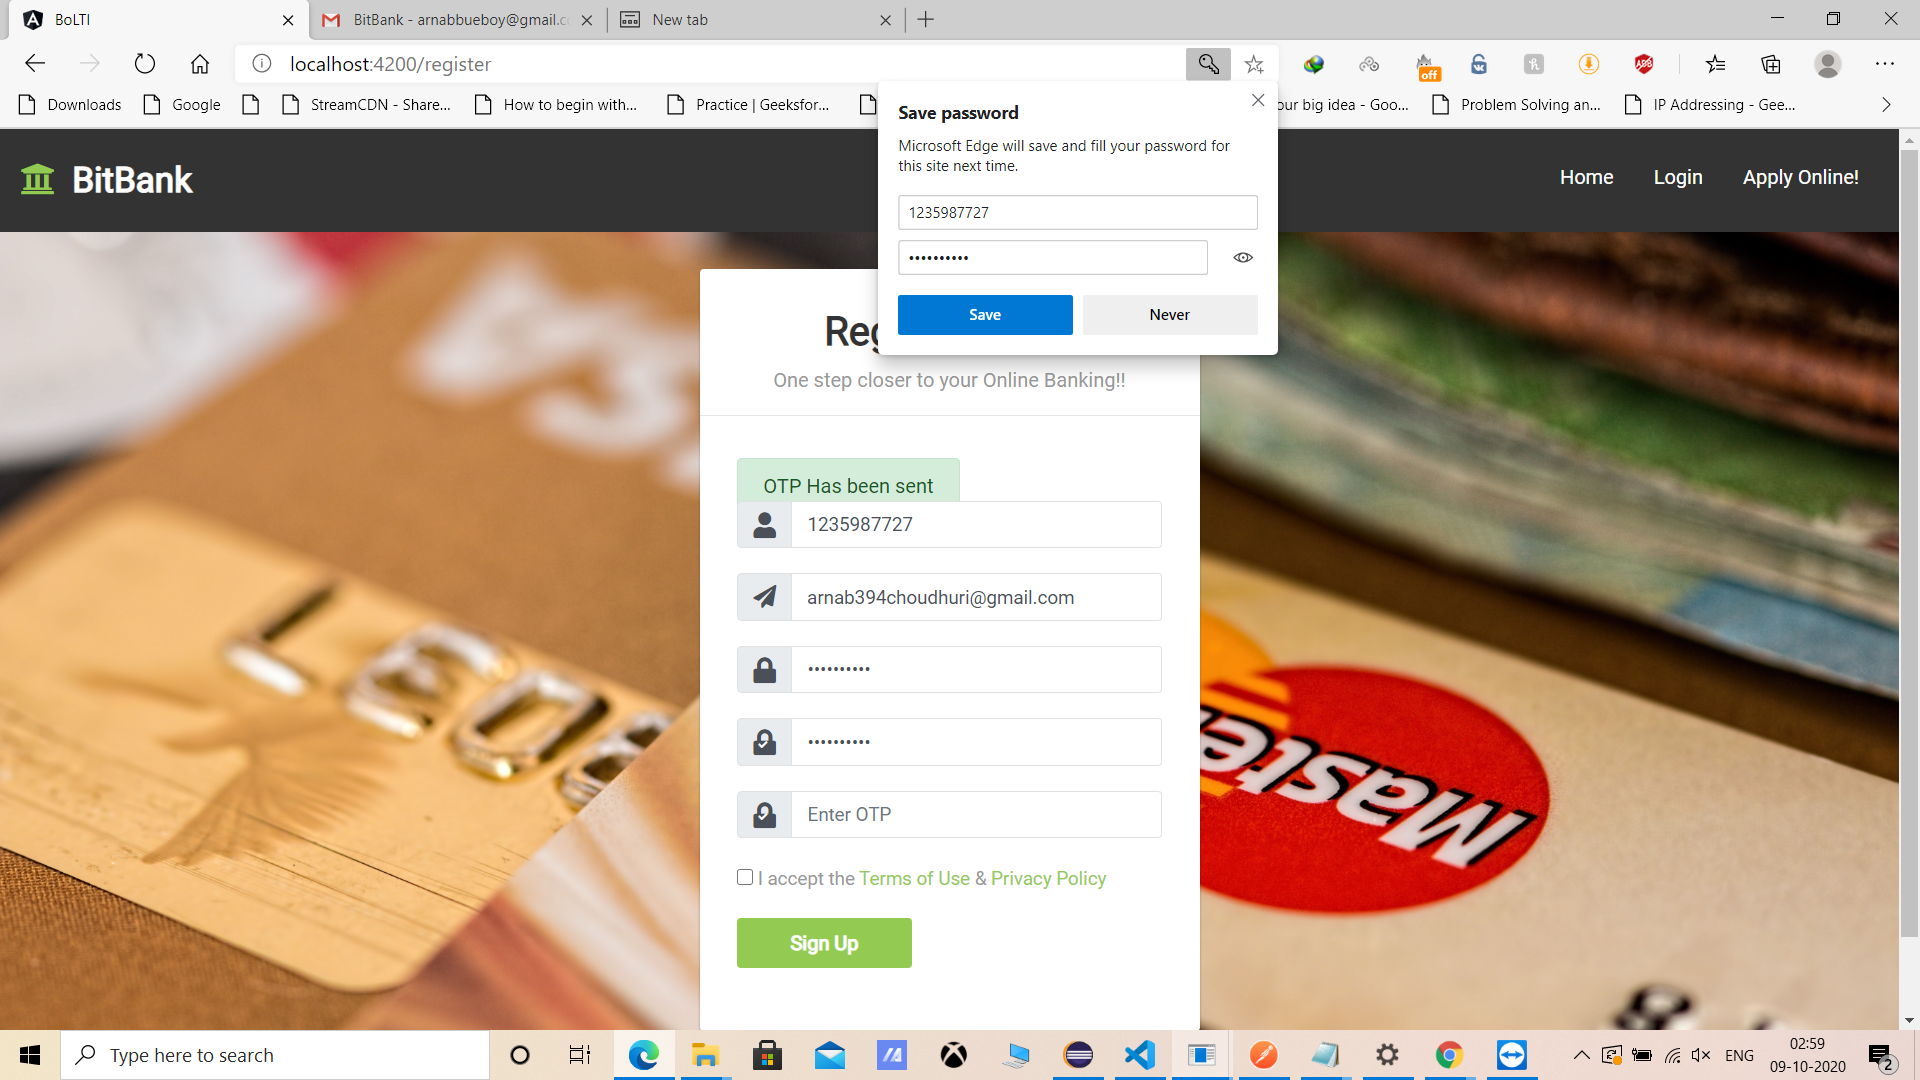 BoLTI
BitBank - arnabbueboy@gmail.c
New tab
localhost:4200/register
off
Downloads
Google
StreamCDN - Share...
How to begin with...
Practice | Geeksfor...
our big idea - Goo...
Problem Solving an...
IP Addressing - Gee...
Save password
Microsoft Edge will save and fill your password for
this site next time.
1235987727
••••••••••
Save
Never
BitBank
Home
Login
Apply Online!
Reg
One step closer to your Online Banking!!
OTP Has been sent
1235987727
arnab394choudhuri@gmail.com
••••••••••
••••••••••
Enter OTP
I accept the Terms of Use & Privacy Policy
Sign Up
VISA
Master
Type here to search
ENG
02:59
09-10-2020
2